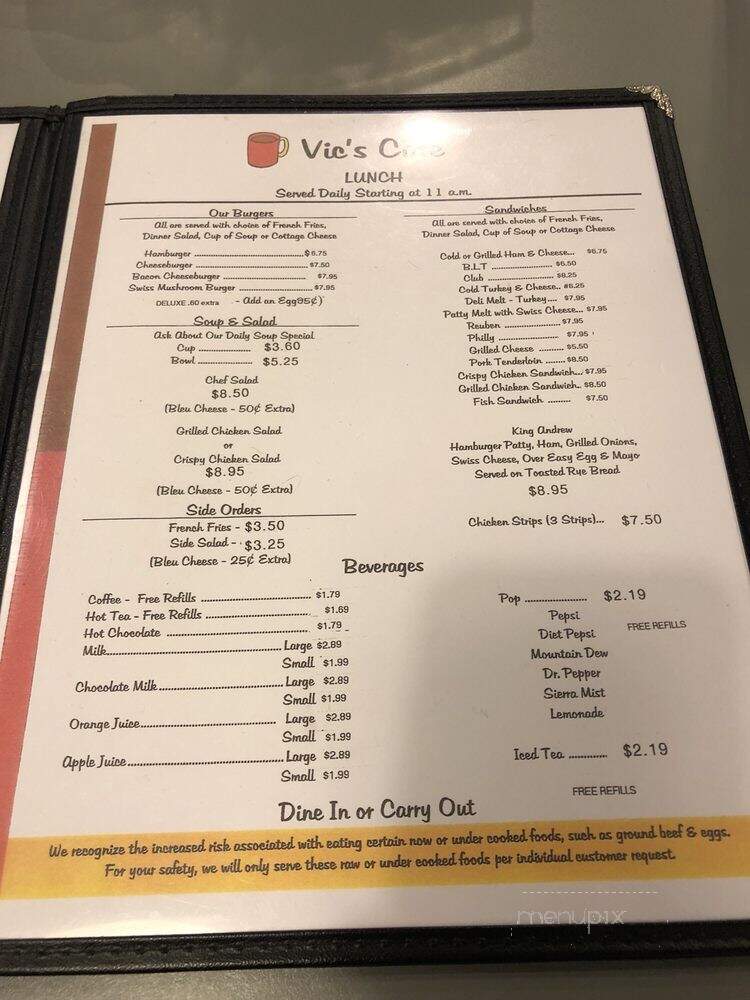 Vic's
LUNCH
Served Daily Starting at 11 a.m.
Our Burgers
All are served with choice of French Fries,
Dinner Salad, Cup of Soup or Cottage Cheese
Hamburger ........ $6.75
Cheeseburger ........ $7.50
Bacon Cheeseburger ........ $7.95
Swiss Mushroom Burger ........ $7.95
DELUXE .60 extra - Add an Egg95¢)
Soup & Salad
Ask About Our Daily Soup Special
Cup ........ $3.60
Bowl ........ $5.25
Chef Salad
$8.50
(Bleu Cheese - 50¢ Extra)
Grilled Chicken Salad
or
Crispy Chicken Salad
$8.95
(Bleu Cheese - 50¢ Extra)
Side Orders
French Fries - $3.50
Side Salad - $3.25
(Bleu Cheese - 25¢ Extra)
Sandwiches
All are served with choice of French Fries,
Dinner Salad, Cup of Soup or Cottage Cheese
Cold or Grilled Ham & Cheese... $6.75
B.L.T ........ $6.50
Club ........ $8.25
Cold Turkey & Cheese.. #6.25
Deli Melt - Turkey.... $7.95
Patty Melt with Swiss Cheese... $7.95
Reuben ........ $7.95
Philly ........ $7.95
Grilled Cheese ........ $5.50
Pork Tenderloin ........ $8.50
Crispy Chicken Sandwich... $7.95
Grilled Chicken Sandwich.. $8.50
Fish Sandwich ........ $7.50
King Andrew
Hamburger Patty, Ham, Grilled Onions,
Swiss Cheese, Over Easy Egg & Mayo
Served on Toasted Rye Bread
$8.95
Chicken Strips (3 Strips)... $7.50
Beverages
Coffee - Free Refills ........ $1.79
Hot Tea - Free Refills ........ $1.69
Hot Chocolate ........ $1.79
Milk........ Large $2.89
Small $1.99
Chocolate Milk........ Large $2.89
Small $1.99
Orange Juice........ Large $2.89
Small $1.99
Apple Juice........ Large $2.89
Small $1.99
Pop ........ $2.19
Pepsi
Diet Pepsi
FREE REFILLS
Mountain Dew
Dr. Pepper
Sierra Mist
Lemonade
Iced Tea ........ $2.19
FREE REFILLS
Dine In or Carry Out
We recognize the increased risk associated with eating certain now or under cooked foods, such as ground beef & eggs.
For your safety, we will only serve these raw or under cooked foods per individual customer request.
menupix